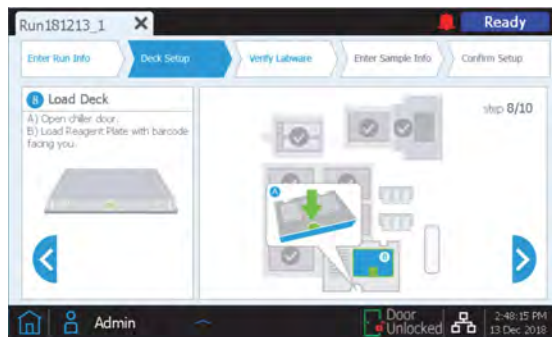 Run181213_1
Ready
Enter Run Info
Deck Setup
Verify Labware
Enter Sample Info
Confirm Setup
8 Load Deck
A) Open chiller door.
B) Load Reagent Plate with barcode
facing you.
step 8/10
A
B
Admin
Door
Unlocked
2:48:15 PM
13 Dec 2018